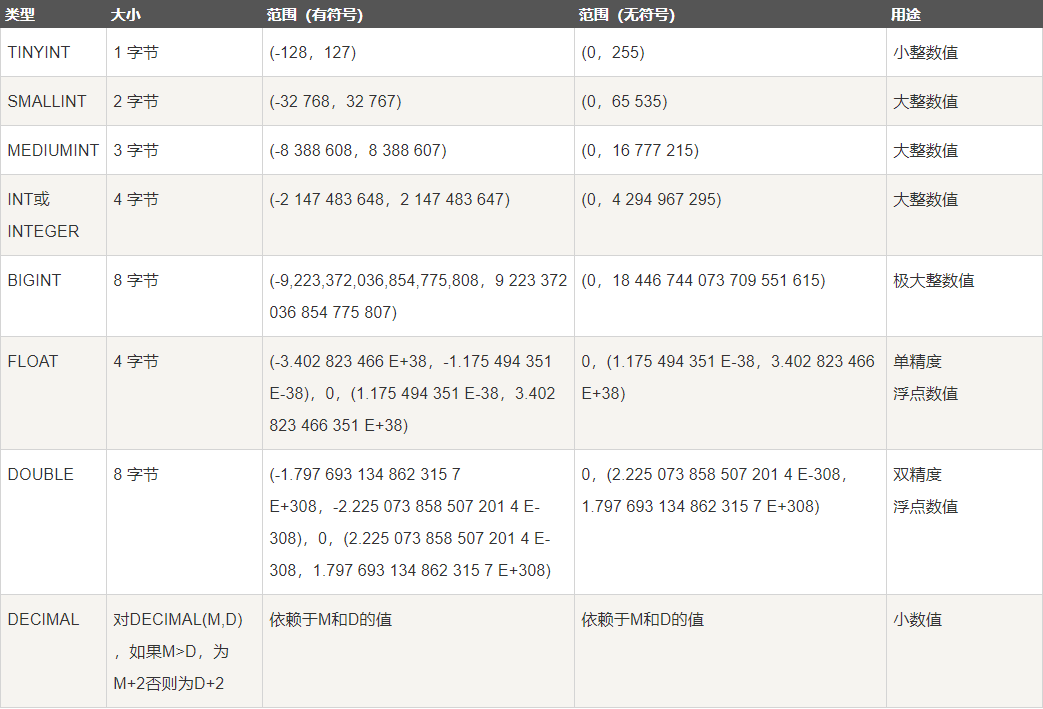 类型 大小 范围（有符号） 范围（无符号） 用途
TINYINT 1 字节 (-128，127) (0，255) 小整数值
SMALLINT 2 字节 (-32 768，32 767) (0，65 535) 大整数值
MEDIUMINT 3 字节 (-8 388 608，8 388 607) (0，16 777 215) 大整数值
INT或 4 字节 (-2 147 483 648，2 147 483 647) (0，4 294 967 295) 大整数值
INTEGER
BIGINT 8 字节 (-9,223,372,036,854,775,808，9 223 372 (0，18 446 744 073 709 551 615) 极大整数值
036 854 775 807)
FLOAT 4 字节 (-3.402 823 466 E+38，-1.175 494 351 0，(1.175 494 351 E-38，3.402 823 466 单精度
E-38)，0，(1.175 494 351 E-38，3.402 E+38) 浮点数值
823 466 351 E+38)
DOUBLE 8 字节 (-1.797 693 134 862 315 7 0，(2.225 073 858 507 201 4 E-308， 双精度
E+308，-2.225 073 858 507 201 4 E- 1.797 693 134 862 315 7 E+308) 浮点数值
308)，0，(2.225 073 858 507 201 4 E-
308，1.797 693 134 862 315 7 E+308)
DECIMAL 对DECIMAL(M,D) 依赖于M和D的值 依赖于M和D的值 小数值
，如果M>D，为
M+2否则为D+2